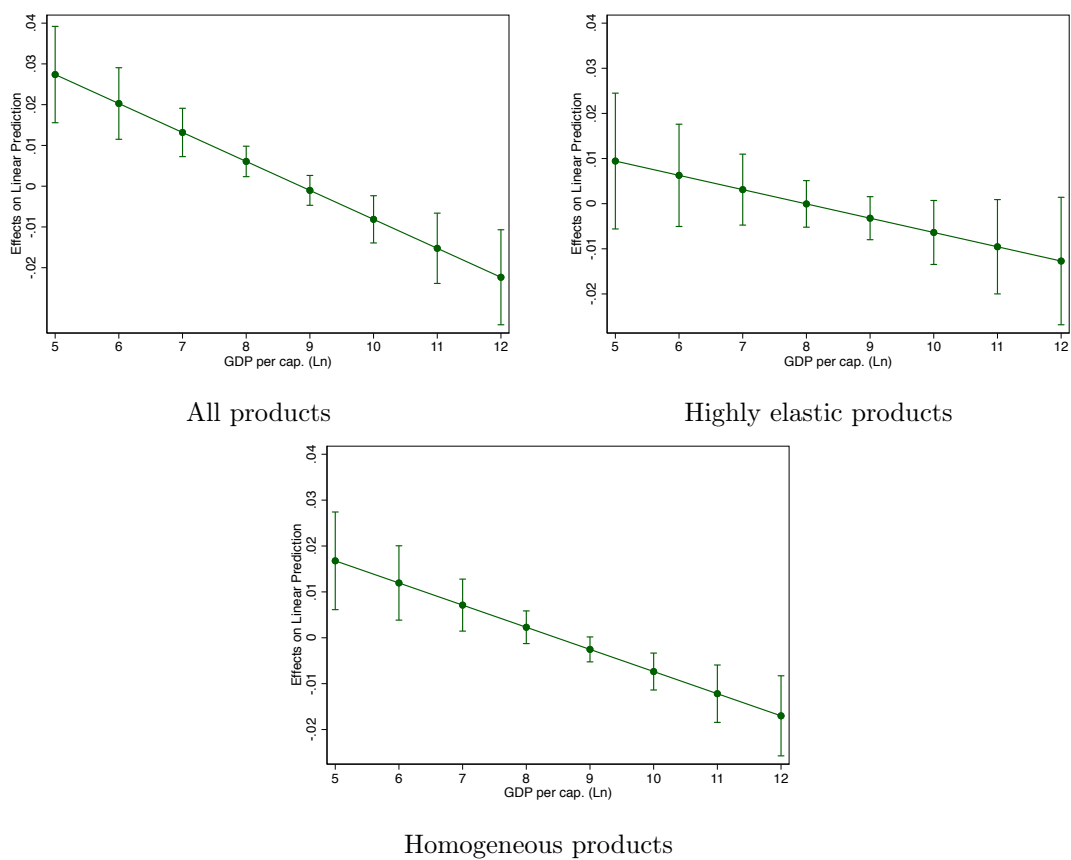 .04
.03
.02
.01
0
-.01
-.02
Effects on Linear Prediction
5 6 7 8 9 10 11 12
GDP per cap. (Ln)
All products
.04
.03
.02
.01
0
-.01
-.02
Effects on Linear Prediction
5 6 7 8 9 10 11 12
GDP per cap. (Ln)
Highly elastic products
.04
.03
.02
.01
0
-.01
-.02
Effects on Linear Prediction
5 6 7 8 9 10 11 12
GDP per cap. (Ln)
Homogeneous products